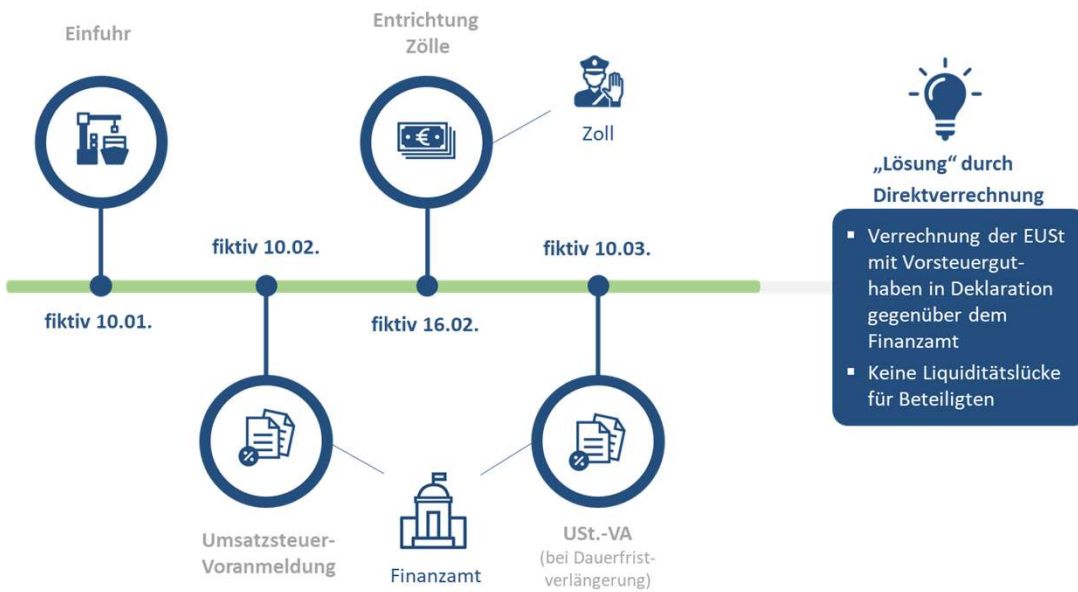 Einfuhr
Entrichtung
Zölle
Zoll
„Lösung“ durch
Direktverrechnung
fiktiv 10.02.
fiktiv 10.03.
▪ Verrechnung der EUSt
mit Vorsteuergut-
haben in Deklaration
gegenüber dem
Finanzamt
▪ Keine Liquiditätslücke
für Beteiligten
fiktiv 10.01.
fiktiv 16.02.
Umsatzsteuer-
Voranmeldung
Finanzamt
USt.-VA
(bei Dauerfrist-
verlängerung)